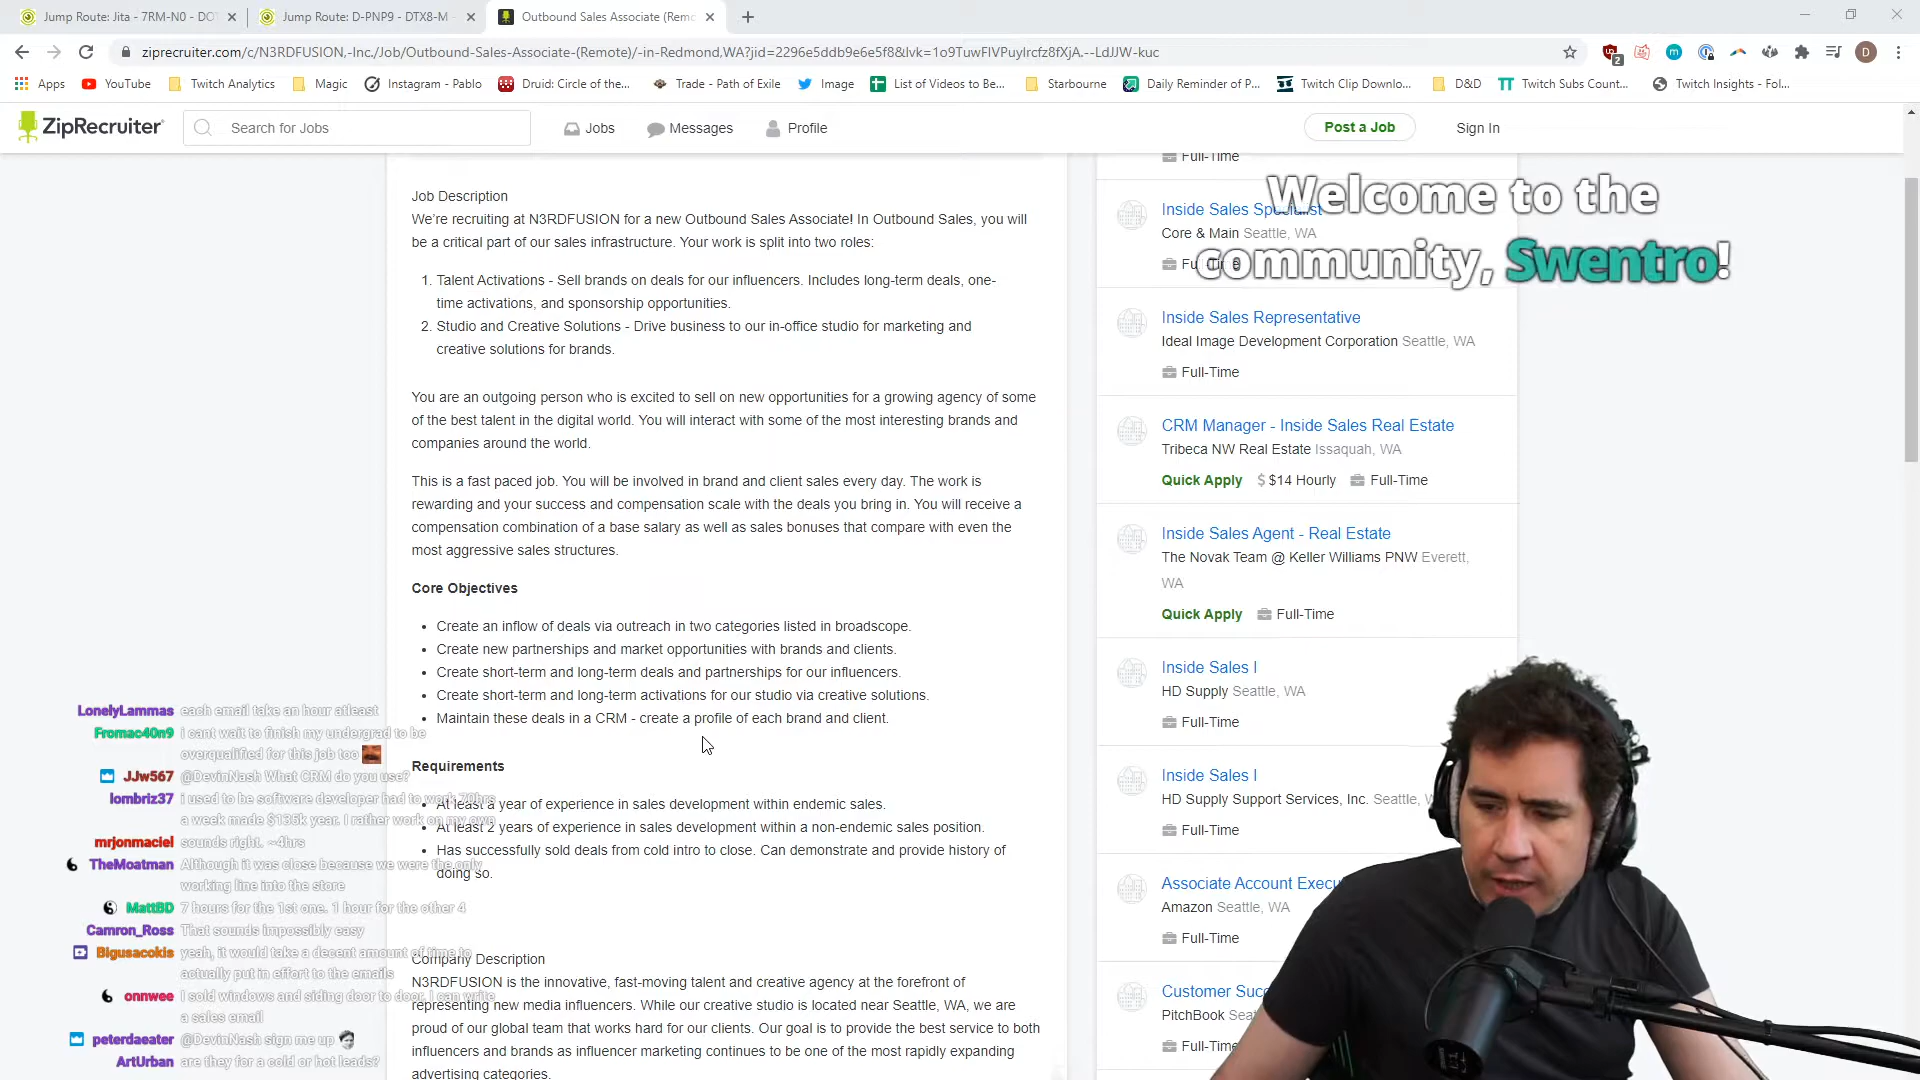 Jump Route: Jita - 7RM-N0 - DOT
Jump Route: D-PNP9 - DTX8-M -
Outbound Sales Associate (Remo
ziprecruiter.com/c/N3RDFUSION,-Inc./Job/Outbound-Sales-Associate-(Remote)/-in-Redmond,WA?jid=2296e5ddb9e6e5f8&lvk=1o9TuwFIVPuyIrcfz8fXjA.--LdJJW-kuc
2
D
Apps
YouTube
Twitch Analytics
Magic
Instagram - Pablo
Druid: Circle of the...
Trade - Path of Exile
Image
List of Videos to Be...
Starbourne
Daily Reminder of P...
Twitch Clip Downlo...
D&D
Twitch Subs Count...
Twitch Insights - Fol...
ZipRecruiter
Search for Jobs
Jobs
Messages
Profile
Post a Job
Sign In
Job Description
We're recruiting at N3RDFUSION for a new Outbound Sales Associate! In Outbound Sales, you will
be a critical part of our sales infrastructure. Your work is split into two roles:
1. Talent Activations - Sell brands on deals for our influencers. Includes long-term deals, one-
time activations, and sponsorship opportunities.
2. Studio and Creative Solutions - Drive business to our in-office studio for marketing and
creative solutions for brands.
You are an outgoing person who is excited to sell on new opportunities for a growing agency of some
of the best talent in the digital world. You will interact with some of the most interesting brands and
companies around the world.
This is a fast paced job. You will be involved in brand and client sales every day. The work is
rewarding and your success and compensation scale with the deals you bring in. You will receive a
compensation combination of a base salary as well as sales bonuses that compare with even the
most aggressive sales structures.
Core Objectives
• Create an inflow of deals via outreach in two categories listed in broadscope.
• Create new partnerships and market opportunities with brands and clients.
• Create short-term and long-term deals and partnerships for our influencers.
• Create short-term and long-term activations for our studio via creative solutions.
• Maintain these deals in a CRM - create a profile of each brand and client.
Requirements
• At least a year of experience in sales development within endemic sales.
• At least 2 years of experience in sales development within a non-endemic sales position.
• Has successfully sold deals from cold intro to close. Can demonstrate and provide history of
doing so.
Company Description
N3RDFUSION is the innovative, fast-moving talent and creative agency at the forefront of
representing new media influencers. While our creative studio is located near Seattle, WA, we are
proud of our global team that works hard for our clients. Our goal is to provide the best service to both
influencers and brands as influencer marketing continues to be one of the most rapidly expanding
advertising categories.
Full-Time
Welcome to the
community, Swentro!
Inside Sales Specialist
Core & Main Seattle, WA
Full-Time
Inside Sales Representative
Ideal Image Development Corporation Seattle, WA
Full-Time
CRM Manager - Inside Sales Real Estate
Tribeca NW Real Estate Issaquah, WA
Quick Apply $ $14 Hourly Full-Time
Inside Sales Agent - Real Estate
The Novak Team @ Keller Williams PNW Everett,
WA
Quick Apply Full-Time
Inside Sales I
HD Supply Seattle, WA
Full-Time
Inside Sales I
HD Supply Support Services, Inc. Seattle, W
Full-Time
Associate Account Execu
Amazon Seattle, WA
Full-Time
Customer Succ
PitchBook Seat
Full-Time
LonelyLammas each email take an hour atleast
Fromac40n9 i cant wait to finish my undergrad to be
overqualified for this job too
JJw567 @DevinNash What CRM do you use?
lombriz37 i used to be software developer had to work 70hrs
a week made $135k year. I rather work on my own
mrjonmaciel sounds right. ~4hrs
TheMoatman Although it was close because we were the only
working line into the store
MattBD 7 hours for the 1st one. 1 hour for the other 4
Camron_Ross That sounds impossibly easy
Bigusacokis yeah, it would take a decent amount of time to
actually put in effort to the emails
onnwee I sold windows and siding door to door. I can write
a sales email
peterdaeater @DevinNash sign me up
ArtUrban are they for a cold or hot leads?